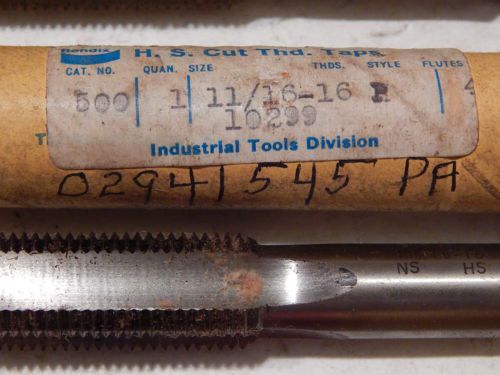 Bendix
H. S. Cut Thd. Taps
CAT. NO. QUAN. SIZE THDS. STYLE FLUTES
500 1 11/16-16 P 4
10299
Industrial Tools Division
02941545 PA
NS HS